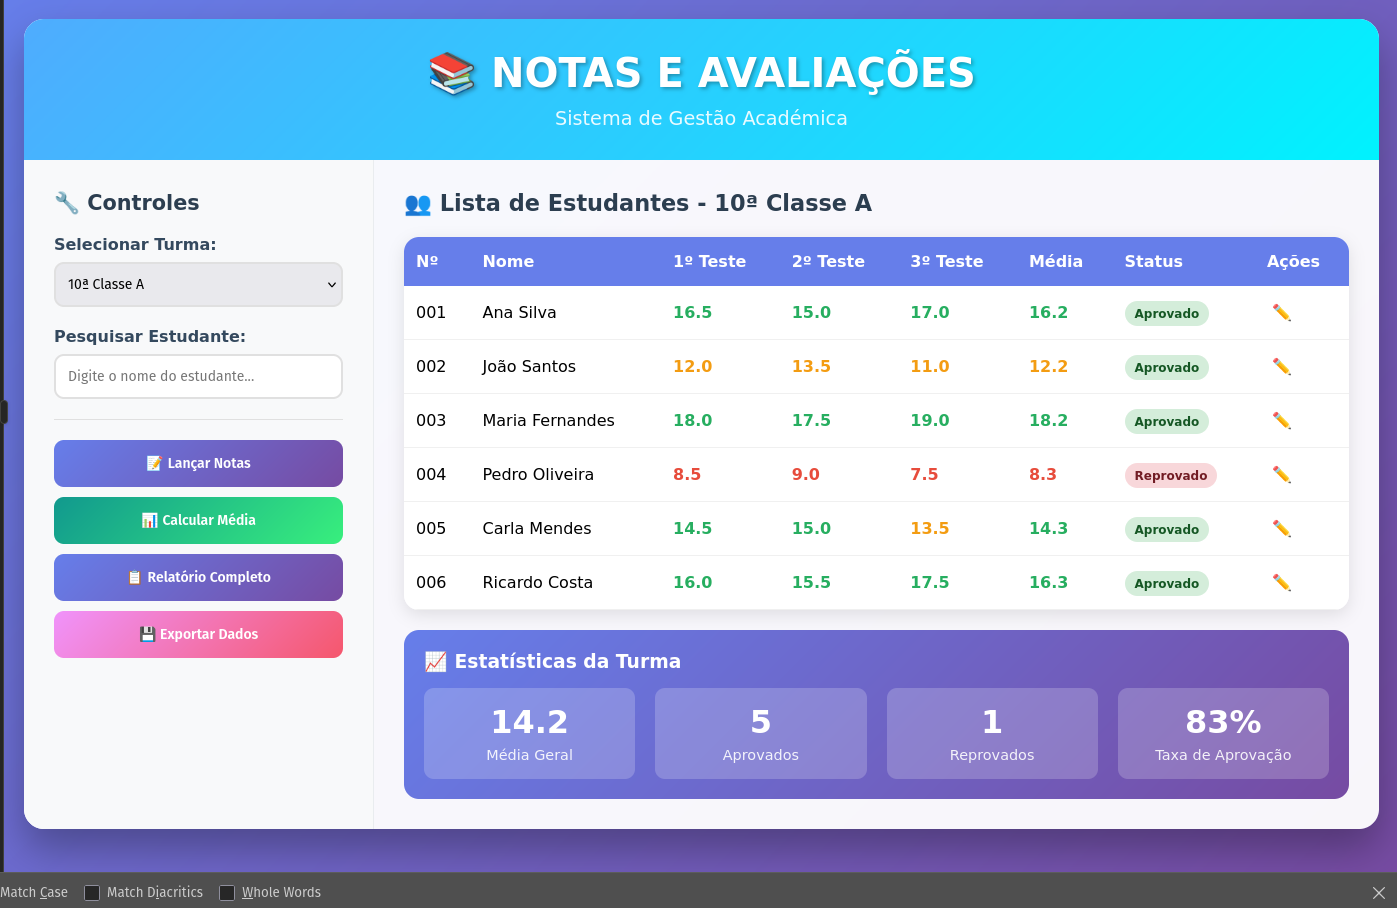 📚 NOTAS E AVALIAÇÕES
Sistema de Gestão Académica
🔧 Controles
Selecionar Turma:
10ª Classe A
Pesquisar Estudante:
Digite o nome do estudante...
📝 Lançar Notas
📊 Calcular Média
📋 Relatório Completo
💾 Exportar Dados
👥 Lista de Estudantes - 10ª Classe A
Nº Nome 1º Teste 2º Teste 3º Teste Média Status Ações
001 Ana Silva 16.5 15.0 17.0 16.2 Aprovado ✏️
002 João Santos 12.0 13.5 11.0 12.2 Aprovado ✏️
003 Maria Fernandes 18.0 17.5 19.0 18.2 Aprovado ✏️
004 Pedro Oliveira 8.5 9.0 7.5 8.3 Reprovado ✏️
005 Carla Mendes 14.5 15.0 13.5 14.3 Aprovado ✏️
006 Ricardo Costa 16.0 15.5 17.5 16.3 Aprovado ✏️
📈 Estatísticas da Turma
14.2 5 1 83%
Média Geral Aprovados Reprovados Taxa de Aprovação
Match Case Match Diacritics Whole Words